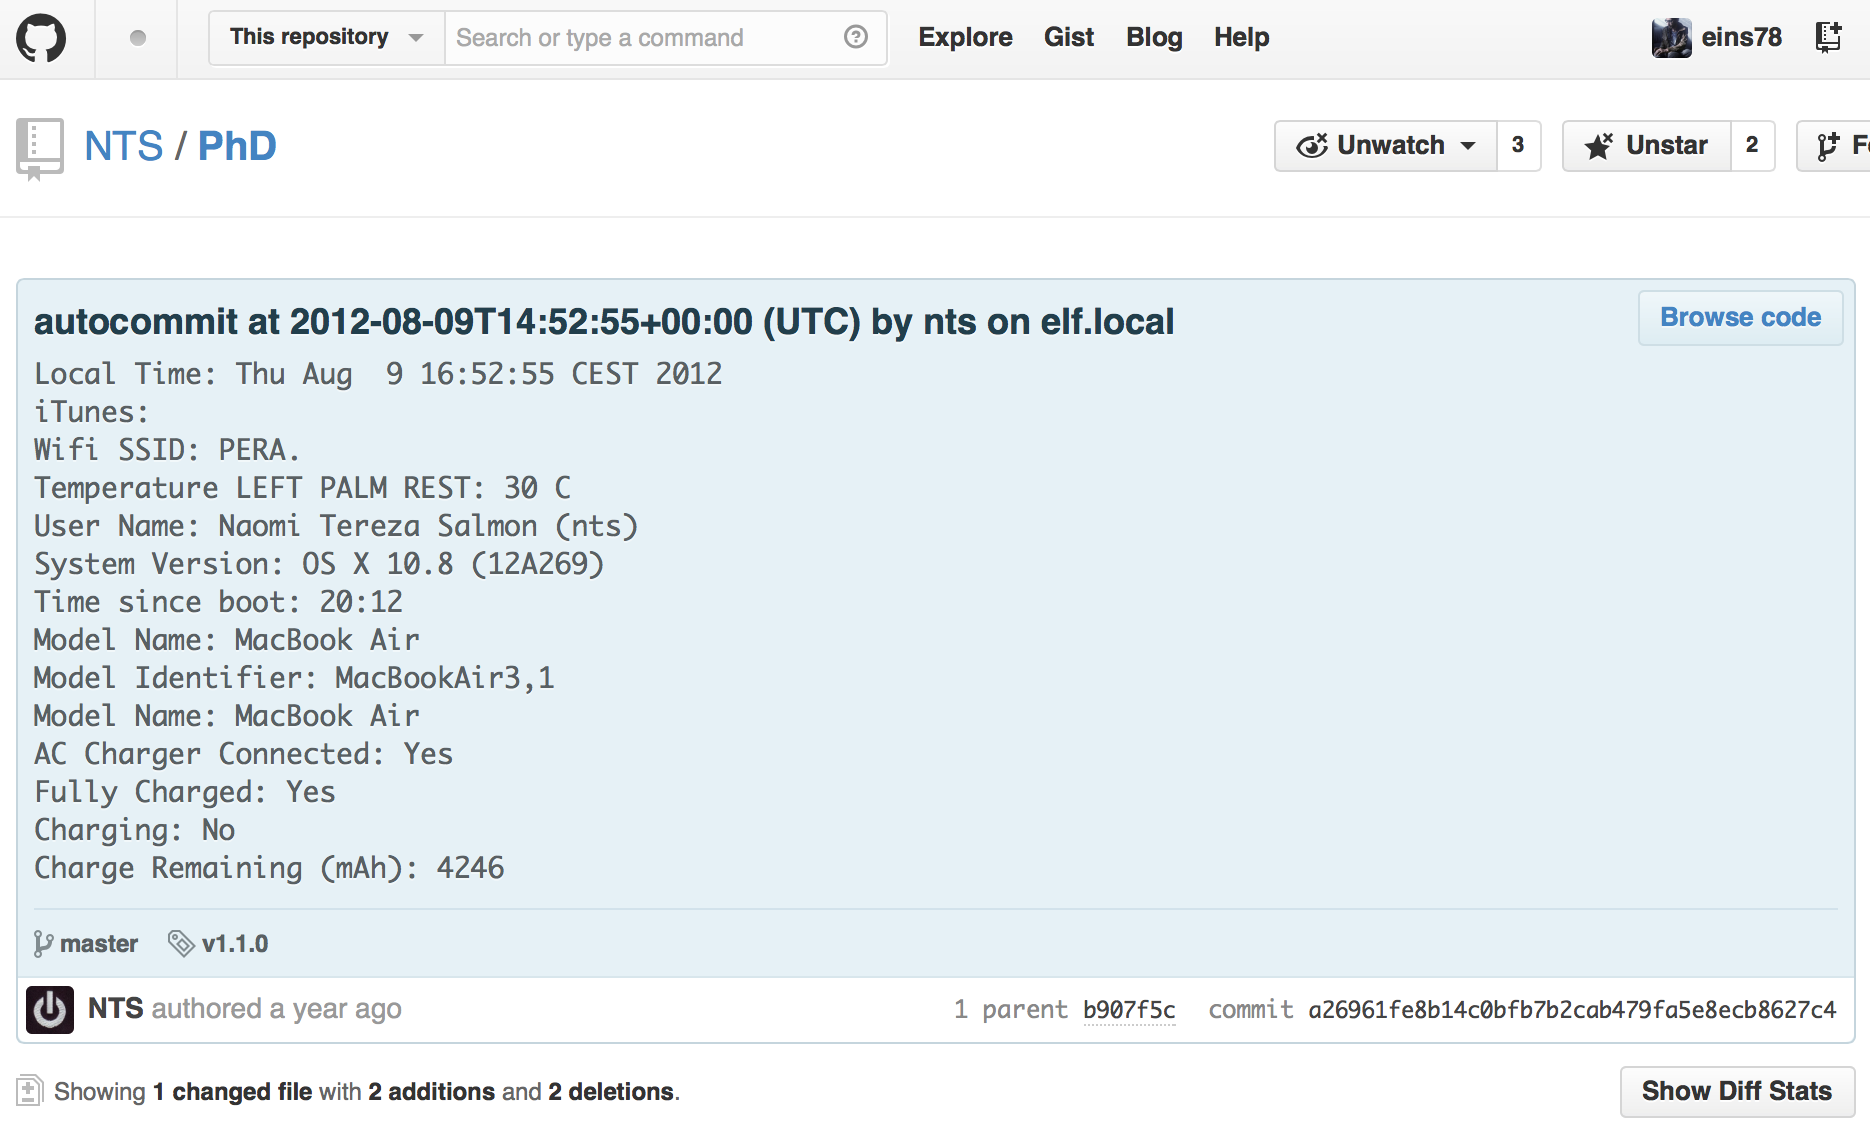 This repository Search or type a command Explore Gist Blog Help eins78
NTS / PhD Unwatch 3 Unstar 2
autocommit at 2012-08-09T14:52:55+00:00 (UTC) by nts on elf.local Browse code
Local Time: Thu Aug  9 16:52:55 CEST 2012
iTunes:
Wifi SSID: PERA.
Temperature LEFT PALM REST: 30 C
User Name: Naomi Tereza Salmon (nts)
System Version: OS X 10.8 (12A269)
Time since boot: 20:12
Model Name: MacBook Air
Model Identifier: MacBookAir3,1
Model Name: MacBook Air
AC Charger Connected: Yes
Fully Charged: Yes
Charging: No
Charge Remaining (mAh): 4246
master v1.1.0
NTS authored a year ago 1 parent b907f5c commit a26961fe8b14c0bfb7b2cab479fa5e8ecb8627c4
Showing 1 changed file with 2 additions and 2 deletions. Show Diff Stats